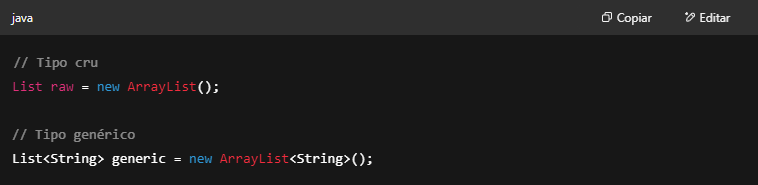 java
Copiar
Editar
// Tipo cru
List raw = new ArrayList();
// Tipo genérico
List<String> generic = new ArrayList<String>();